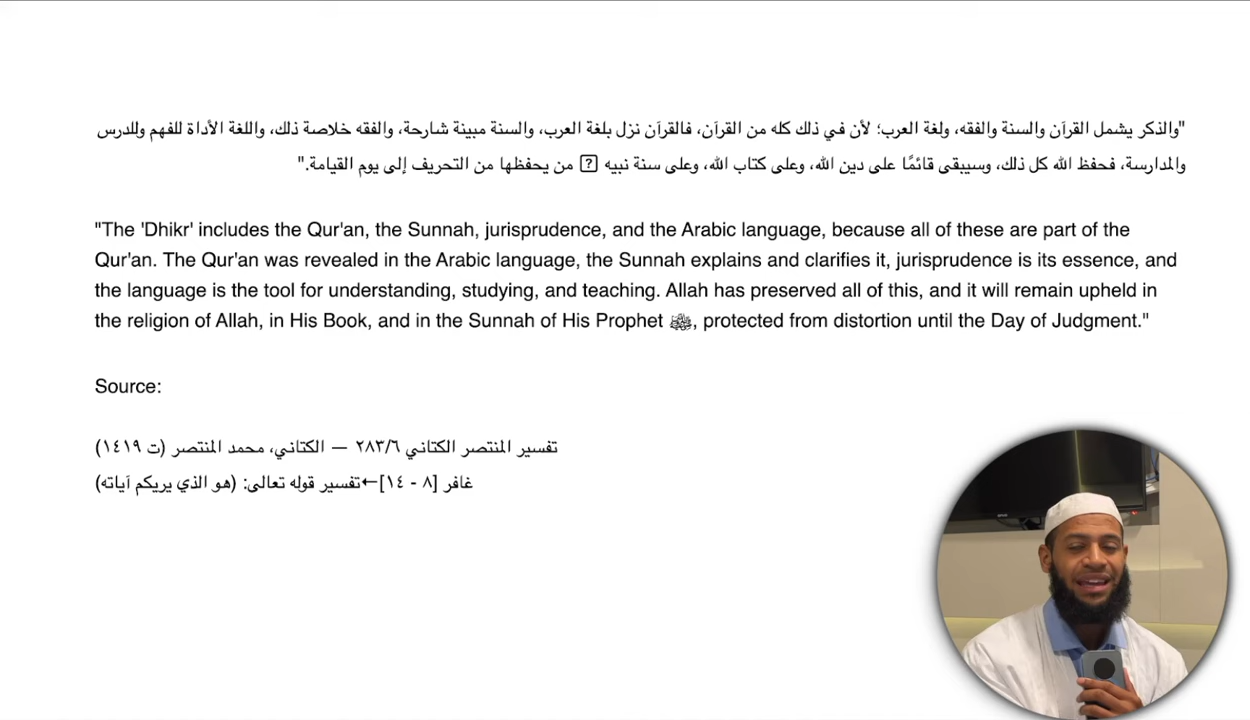 "والذكر يشمل القرآن والسنة والفقه، ولغة العرب؛ لأن في ذلك كله من القرآن، فالقرآن نزل بلغة العرب، والسنة مبينة شارحة، والفقه خلاصة ذلك، واللغة الأداة للفهم وللدرس
والمدارسة، فحفظ الله كل ذلك، وسيبقى قائمًا على دين الله، وعلى كتاب الله، وعلى سنة نبيه ? من يحفظها من التحريف إلى يوم القيامة."
"The 'Dhikr' includes the Qur'an, the Sunnah, jurisprudence, and the Arabic language, because all of these are part of the
Qur'an. The Qur'an was revealed in the Arabic language, the Sunnah explains and clarifies it, jurisprudence is its essence, and
the language is the tool for understanding, studying, and teaching. Allah has preserved all of this, and it will remain upheld in
the religion of Allah, in His Book, and in the Sunnah of His Prophet ﷺ, protected from distortion until the Day of Judgment."
Source:
تفسير المنتصر الكتاني ٢٨٣/٦ — الكتاني، محمد المنتصر (ت ١٤١٩)
غافر [٨ - ١٤]←تفسير قوله تعالى: (هو الذي يريكم آياته)